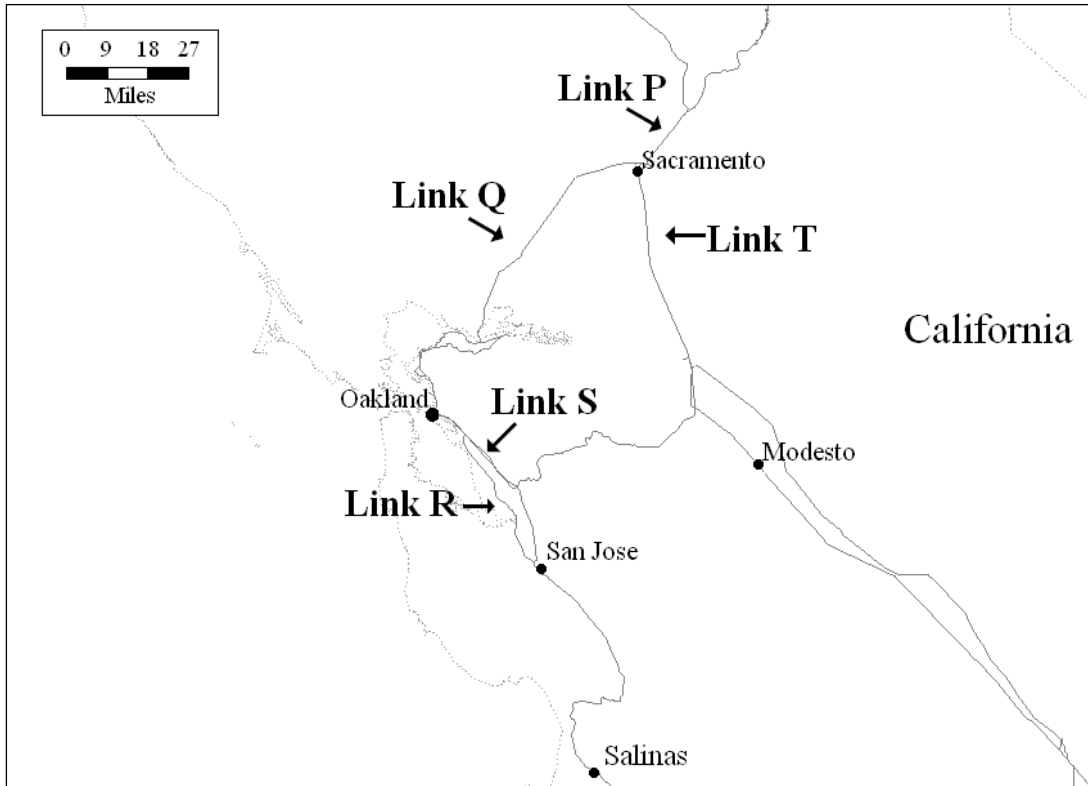 0 9 18 27
Miles
Link P
Sacramento
Link Q
Link T
California
Oakland
Link S
Modesto
Link R
San Jose
Salinas